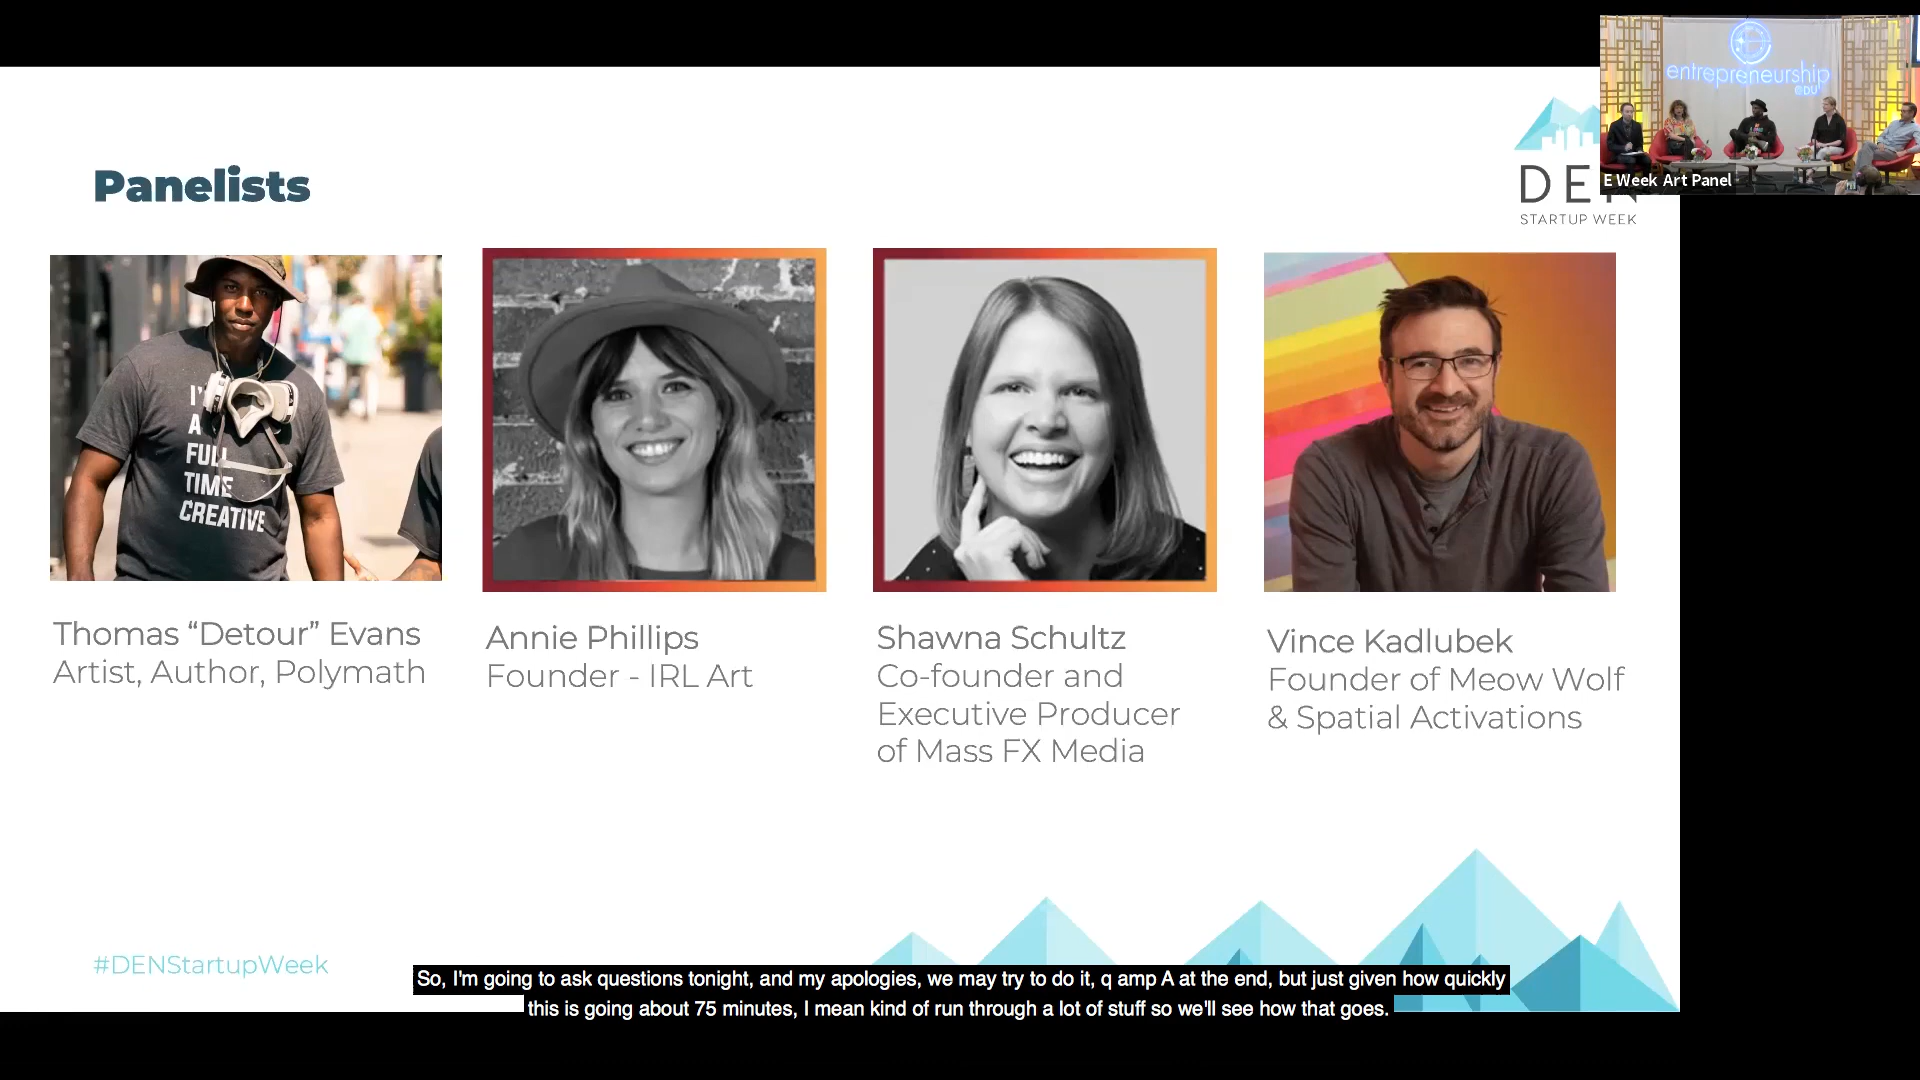 Panelists
DEN
STARTUP WEEK
entrepreneurship
@DU
E Week Art Panel
I'
A
FULL
TIME
CREATIVE
Thomas “Detour” Evans
Artist, Author, Polymath
Annie Phillips
Founder - IRL Art
Shawna Schultz
Co-founder and
Executive Producer
of Mass FX Media
Vince Kadlubek
Founder of Meow Wolf
& Spatial Activations
#DENStartupWeek
So, I'm going to ask questions tonight, and my apologies, we may try to do it, q amp A at the end, but just given how quickly
this is going about 75 minutes, I mean kind of run through a lot of stuff so we'll see how that goes.